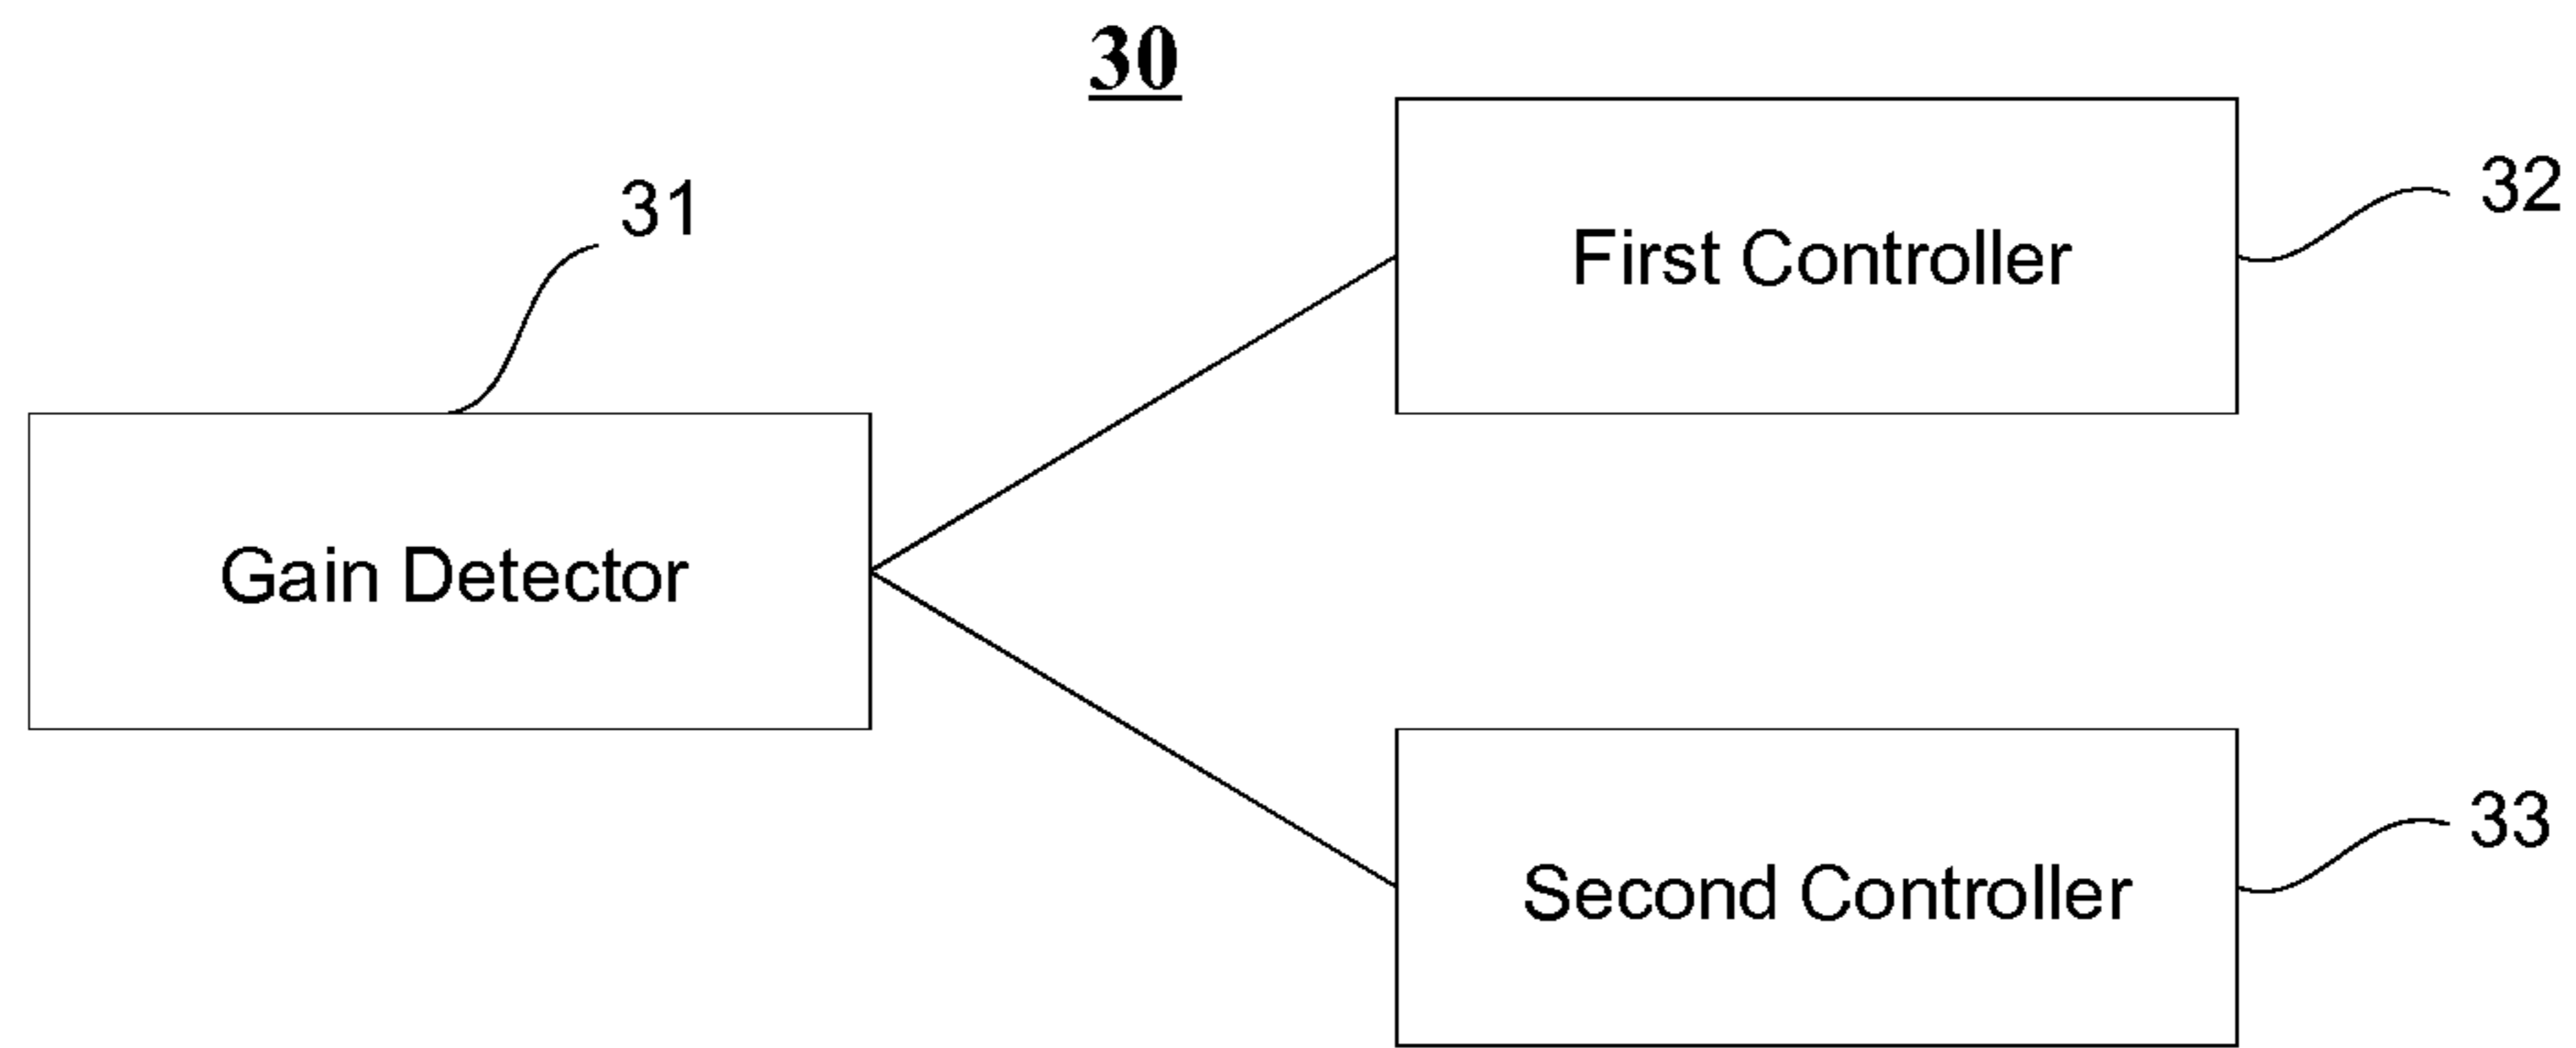 30
31
32
First Controller
Gain Detector
33
Second Controller